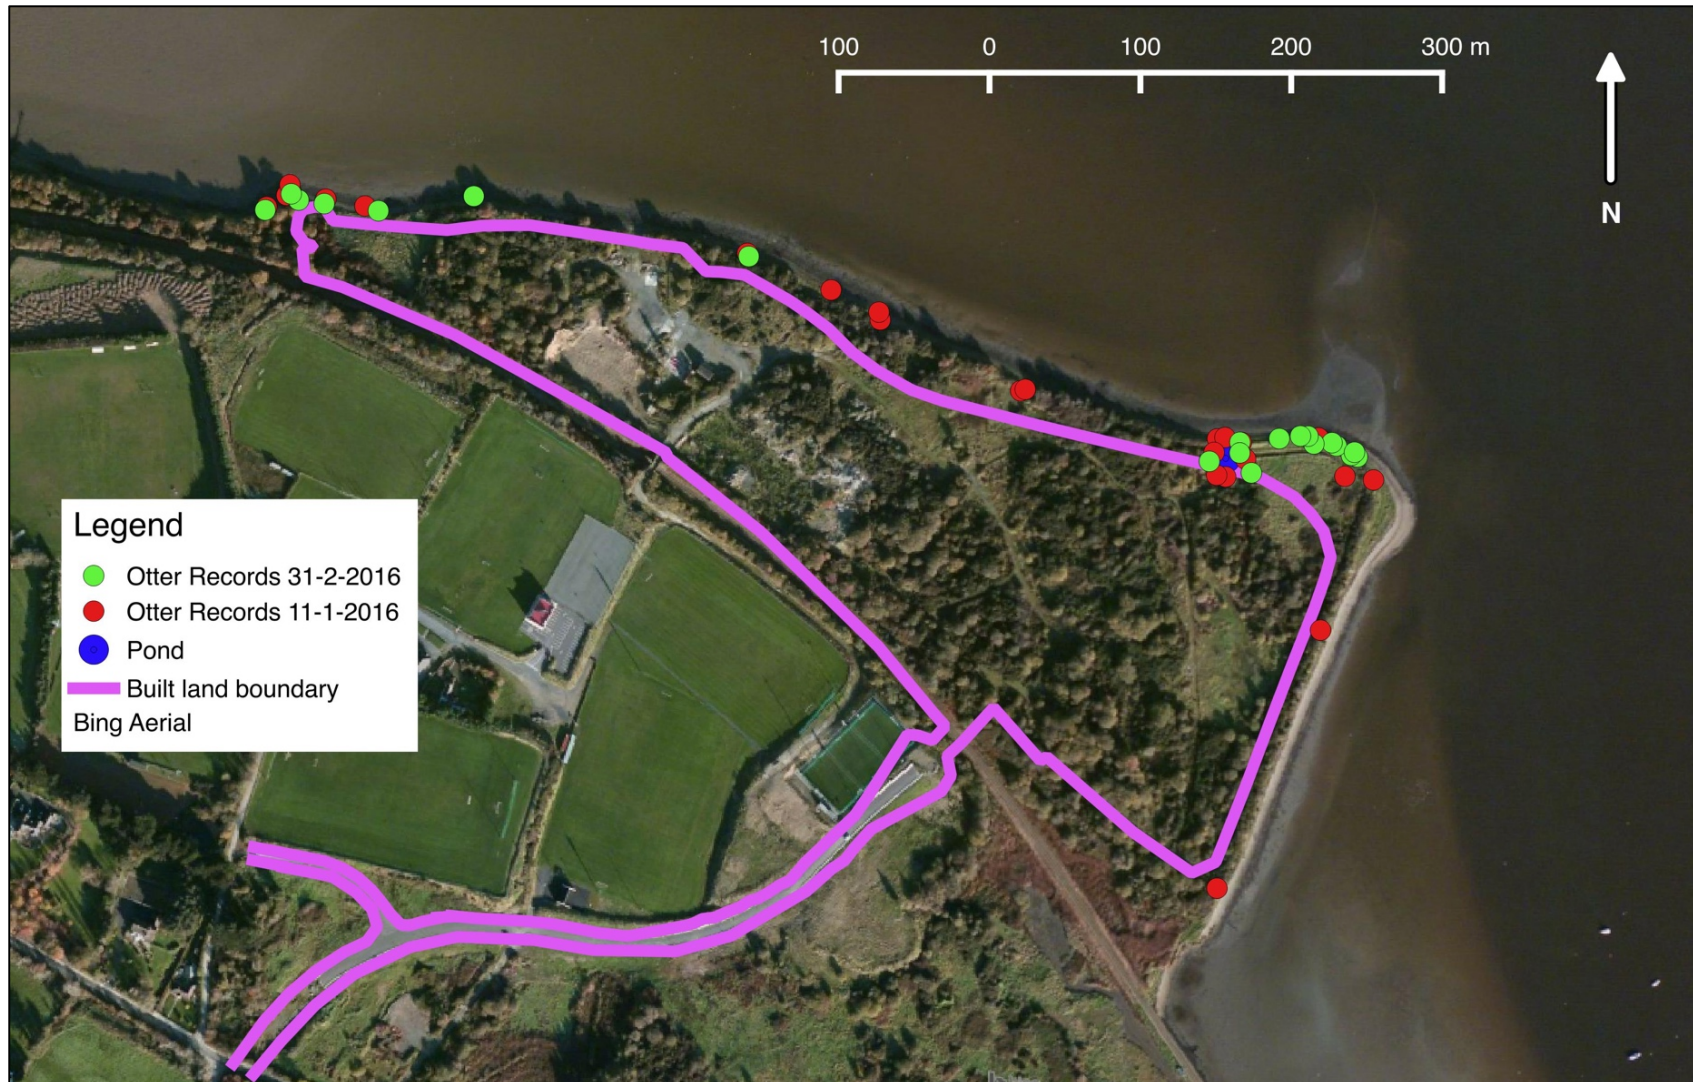 100 0 100 200 300 m
N
Legend
Otter Records 31-2-2016
Otter Records 11-1-2016
Pond
Built land boundary
Bing Aerial